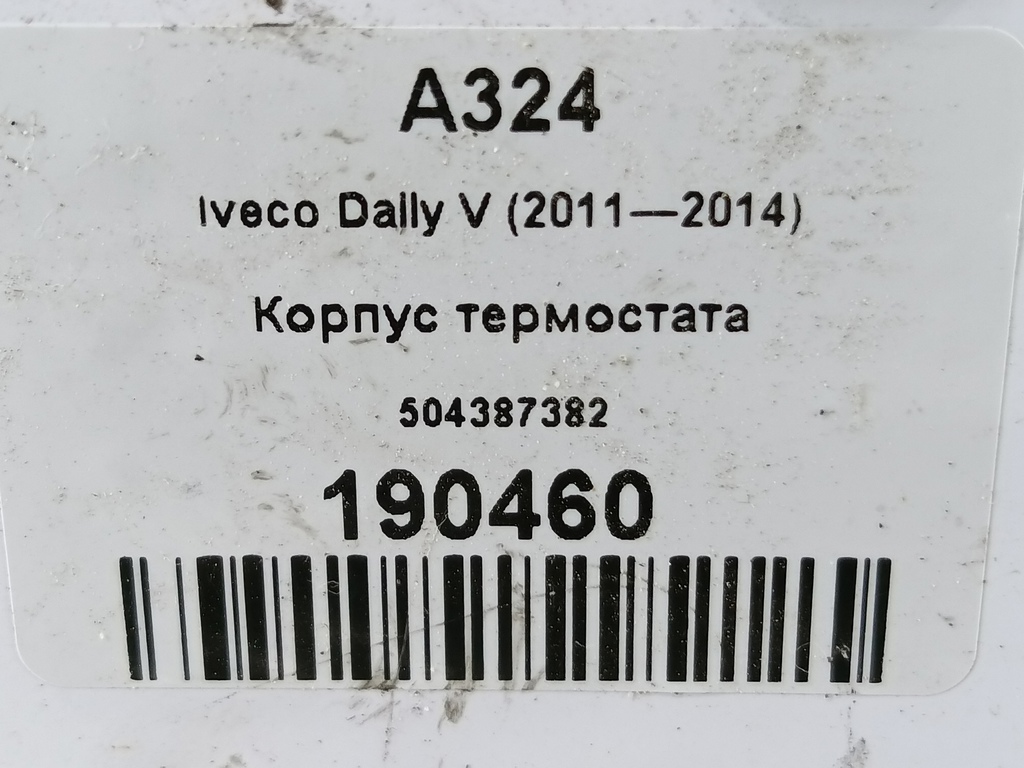 A324
Iveco Daily V (2011—2014)
Корпус термостата
504387382
190460